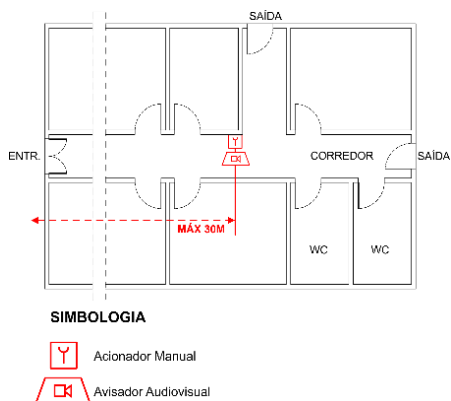 SAÍDA
ENTR.
CORREDOR
SAÍDA
MÁX 30M
WC
WC
SIMBOLOGIA
Acionador Manual
Avisador Audiovisual